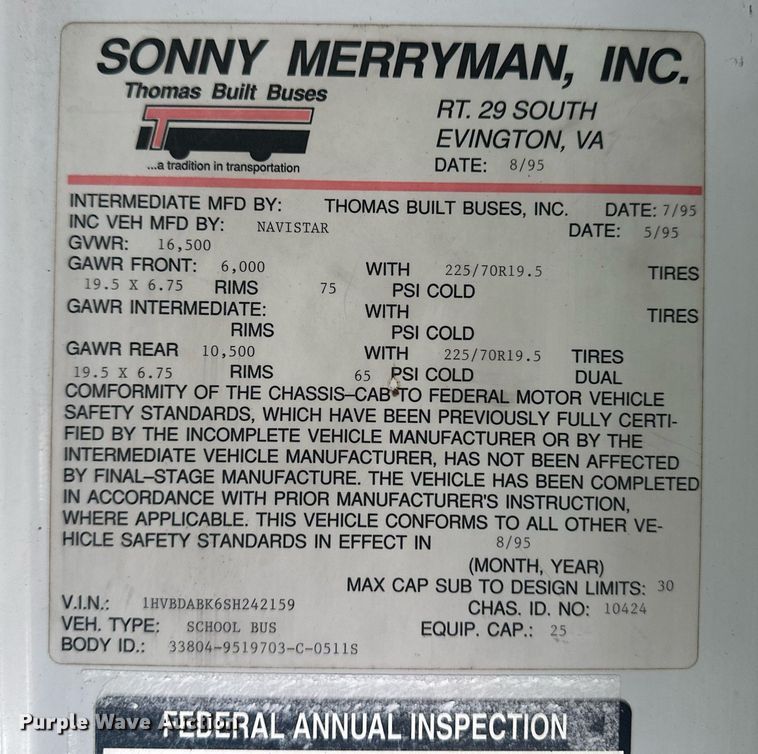 SONNY MERRYMAN, INC.
Thomas Built Buses
T
...a tradition in transportation
RT. 29 SOUTH
EVINGTON, VA
DATE: 8/95
INTERMEDIATE MFD BY: THOMAS BUILT BUSES, INC. DATE: 7/95
INC VEH MFD BY: NAVISTAR DATE: 5/95
GVWR: 16,500
GAWR FRONT: 6,000 WITH 225/70R19.5 TIRES
19.5 X 6.75 RIMS 75 PSI COLD
GAWR INTERMEDIATE: WITH TIRES
RIMS PSI COLD
GAWR REAR 10,500 WITH 225/70R19.5 TIRES
19.5 X 6.75 RIMS 65 PSI COLD DUAL
COMFORMITY OF THE CHASSIS–CAB TO FEDERAL MOTOR VEHICLE
SAFETY STANDARDS, WHICH HAVE BEEN PREVIOUSLY FULLY CERTI-
FIED BY THE INCOMPLETE VEHICLE MANUFACTURER OR BY THE
INTERMEDIATE VEHICLE MANUFACTURER, HAS NOT BEEN AFFECTED
BY FINAL–STAGE MANUFACTURE. THE VEHICLE HAS BEEN COMPLETED
IN ACCORDANCE WITH PRIOR MANUFACTURER'S INSTRUCTION,
WHERE APPLICABLE. THIS VEHICLE CONFORMS TO ALL OTHER VE-
HICLE SAFETY STANDARDS IN EFFECT IN 8/95
(MONTH, YEAR)
MAX CAP SUB TO DESIGN LIMITS: 30
V.I.N.: 1HVBDABK6SH242159 CHAS. ID. NO: 10424
VEH. TYPE: SCHOOL BUS EQUIP. CAP.: 25
BODY ID.: 33804-9519703-C-0511S
FEDERAL ANNUAL INSPECTION
Purple Wave Auction